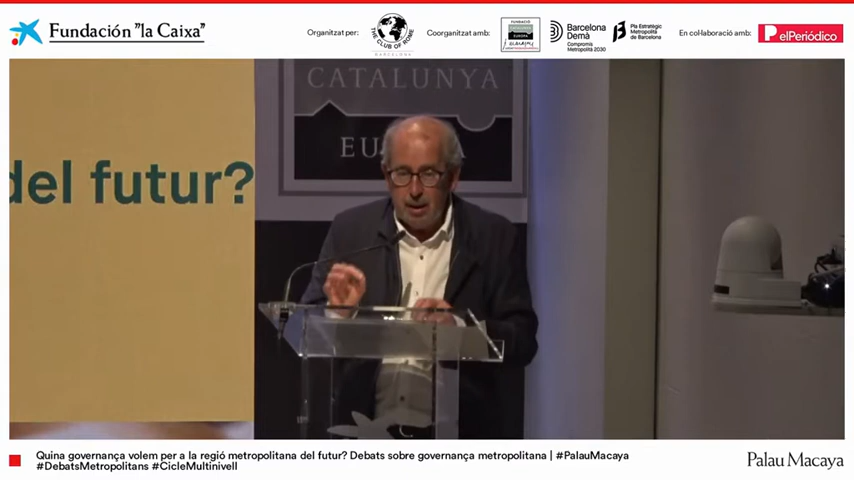 Fundación "la Caixa"
Organitzat per:
THE CLUB OF ROME
BARCELONA
Coorganitzat amb:
FUNDACIÓ
CATALUNYA
EUROPA
Barcelona
Demà
Compromís
Metropolità 2030
Pla Estratègic
Metropolità
de Barcelona
En col·laboració amb:
elPeriódico
CATALUNYA
EU
A
del futur?
Quina governança volem per a la regió metropolitana del futur? Debats sobre governança metropolitana | #PalauMacaya
#DebatsMetropolitans #CicleMultinivell
Palau Macaya